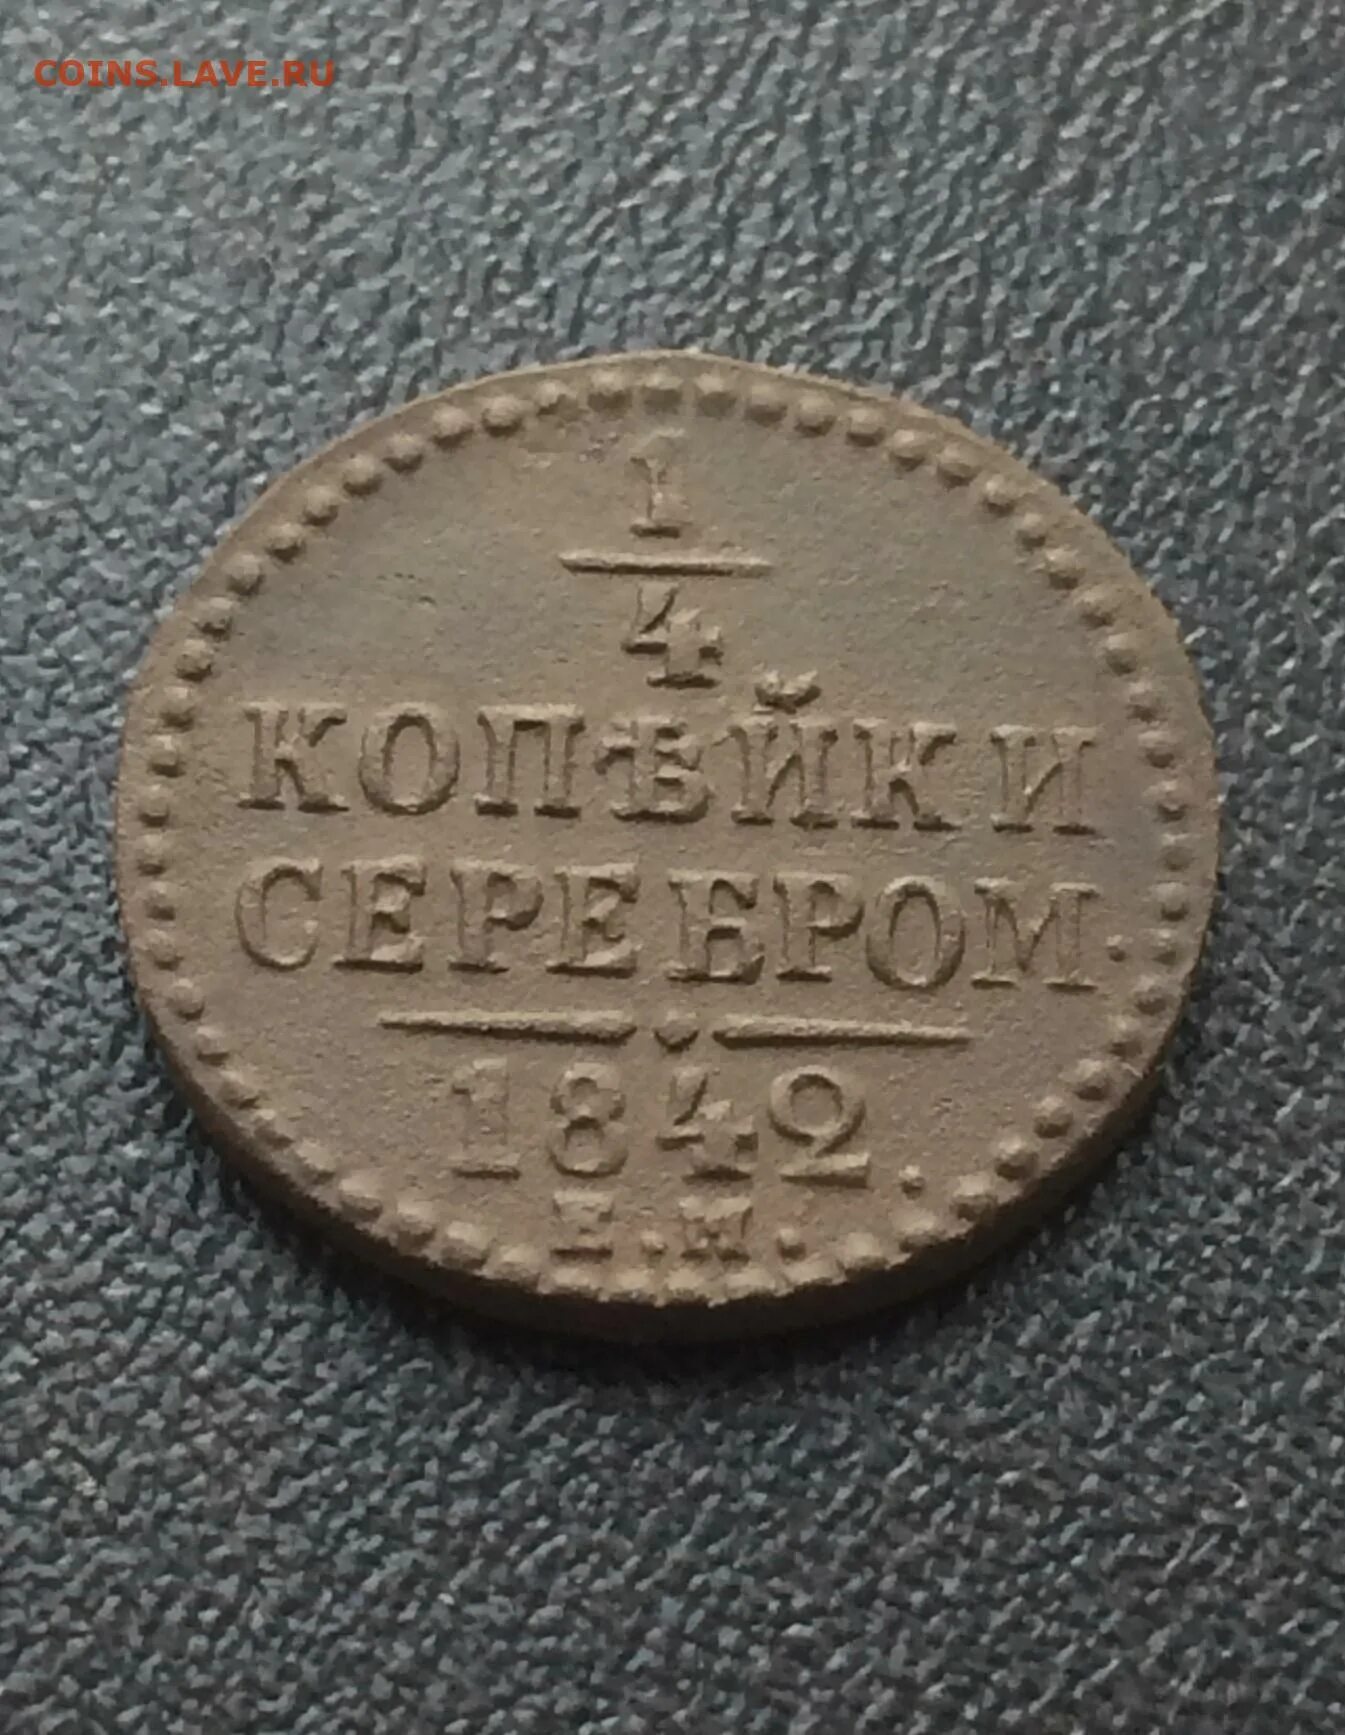 COINS.LAVE.RU
1
4
КОПѢЙКИ
СЕРЕБРОМ.
1842.
Е.М.